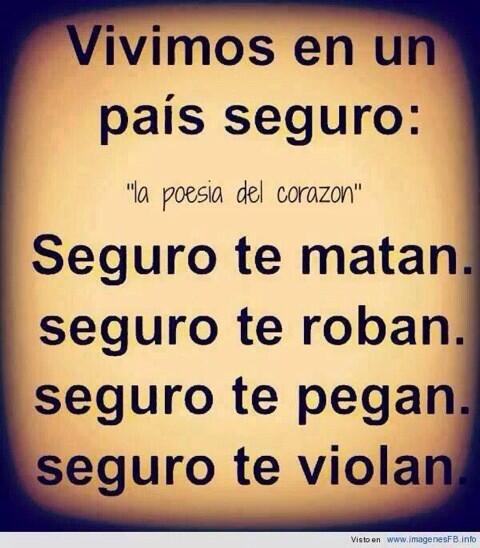 Vivimos en un
país seguro:
"la poesia del corazon"
Seguro te matan.
seguro te roban.
seguro te pegan.
seguro te violan.
Visto en www.imagenesFB.info